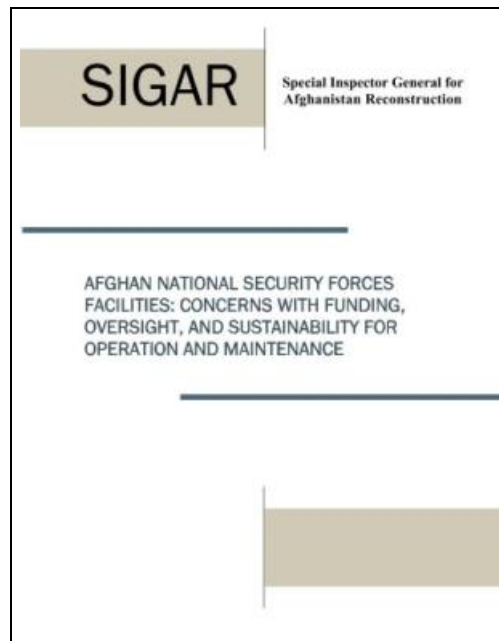 SIGAR
Special Inspector General for
Afghanistan Reconstruction
AFGHAN NATIONAL SECURITY FORCES
FACILITIES: CONCERNS WITH FUNDING,
OVERSIGHT, AND SUSTAINABILITY FOR
OPERATION AND MAINTENANCE